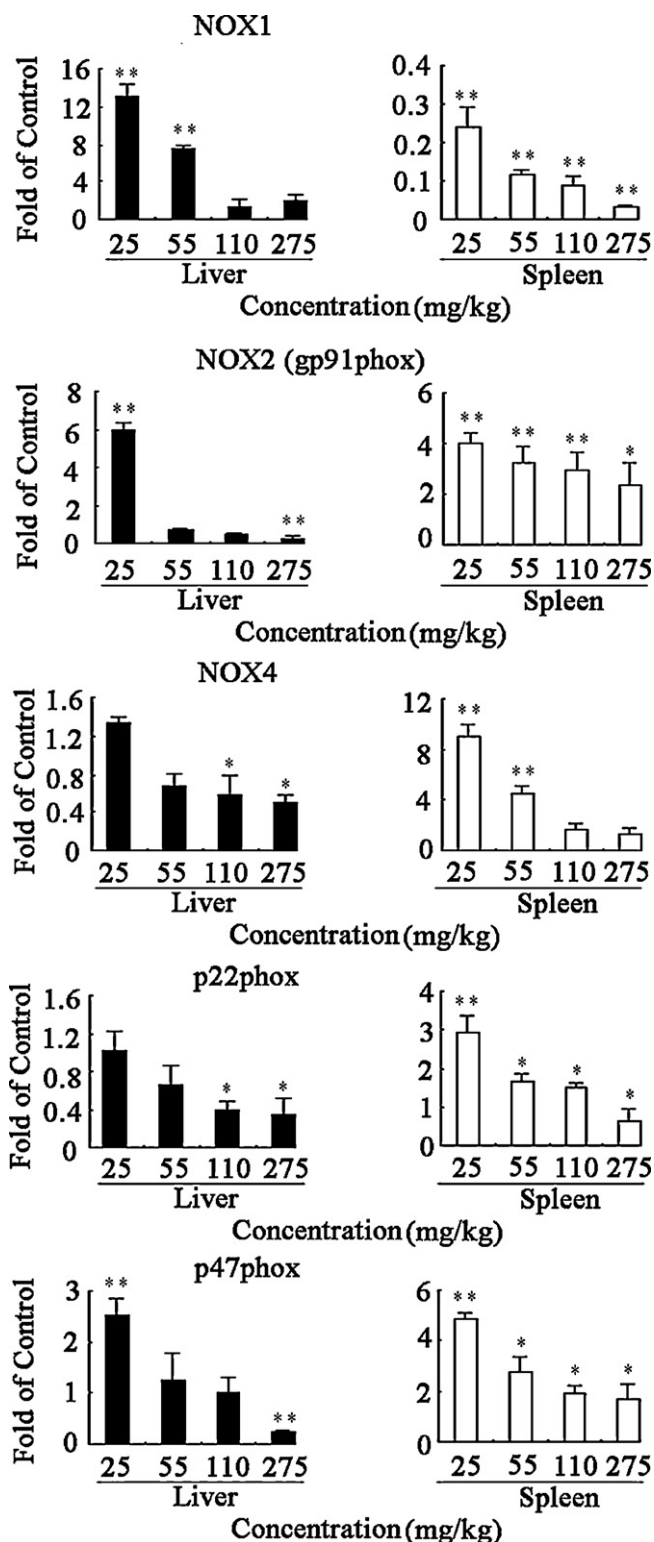 NOX1
Fold of Control
16
12
8
4
0
** **
25 55 110 275
Liver
0.4
0.3
0.2
0.1
0
** ** ** **
25 55 110 275
Spleen
Concentration (mg/kg)
NOX2 (gp91phox)
Fold of Control
8
6
4
2
0
** **
25 55 110 275
Liver
6
4
2
0
** ** ** *
25 55 110 275
Spleen
Concentration (mg/kg)
NOX4
Fold of Control
1.6
1.2
0.8
0.4
0
* *
25 55 110 275
Liver
12
8
4
0
** **
25 55 110 275
Spleen
Concentration (mg/kg)
p22phox
Fold of Control
1.6
1.2
0.8
0.4
0
* *
25 55 110 275
Liver
4
3
2
1
0
** * * *
25 55 110 275
Spleen
Concentration (mg/kg)
p47phox
Fold of Control
3
2
1
0
** **
25 55 110 275
Liver
6
4
2
0
** * * *
25 55 110 275
Spleen
Concentration (mg/kg)